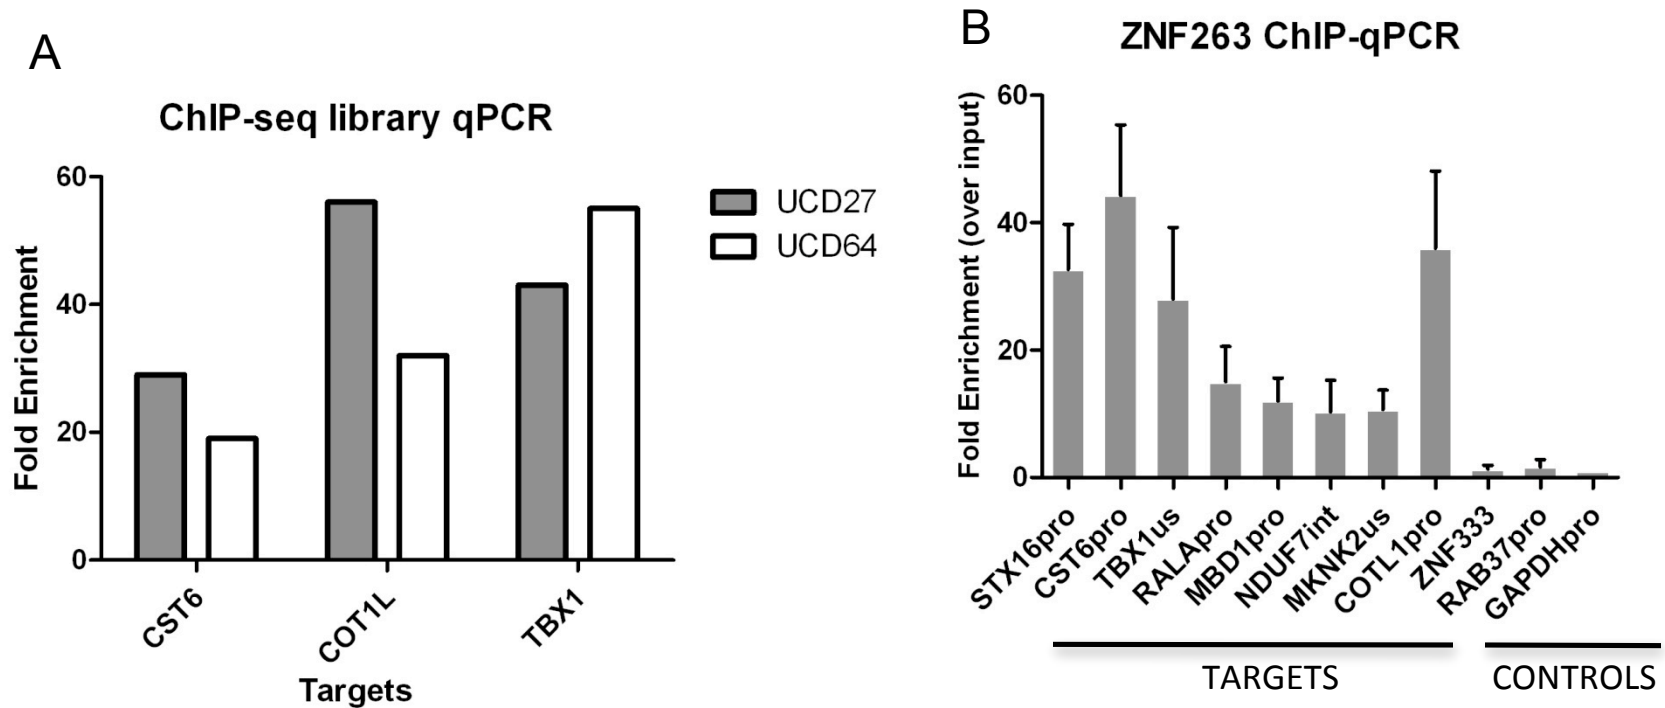 A
ChIP-seq library qPCR
Fold Enrichment
60
40
20
0
CST6
COT1L
TBX1
Targets
UCD27
UCD64
B
ZNF263 ChIP-qPCR
Fold Enrichment (over input)
60
40
20
0
STX16pro
CST6pro
TBX1us
RALApro
MBD1pro
NDUF7int
MKNK2us
COTL1pro
ZNF333
RAB37pro
GAPDHpro
TARGETS
CONTROLS